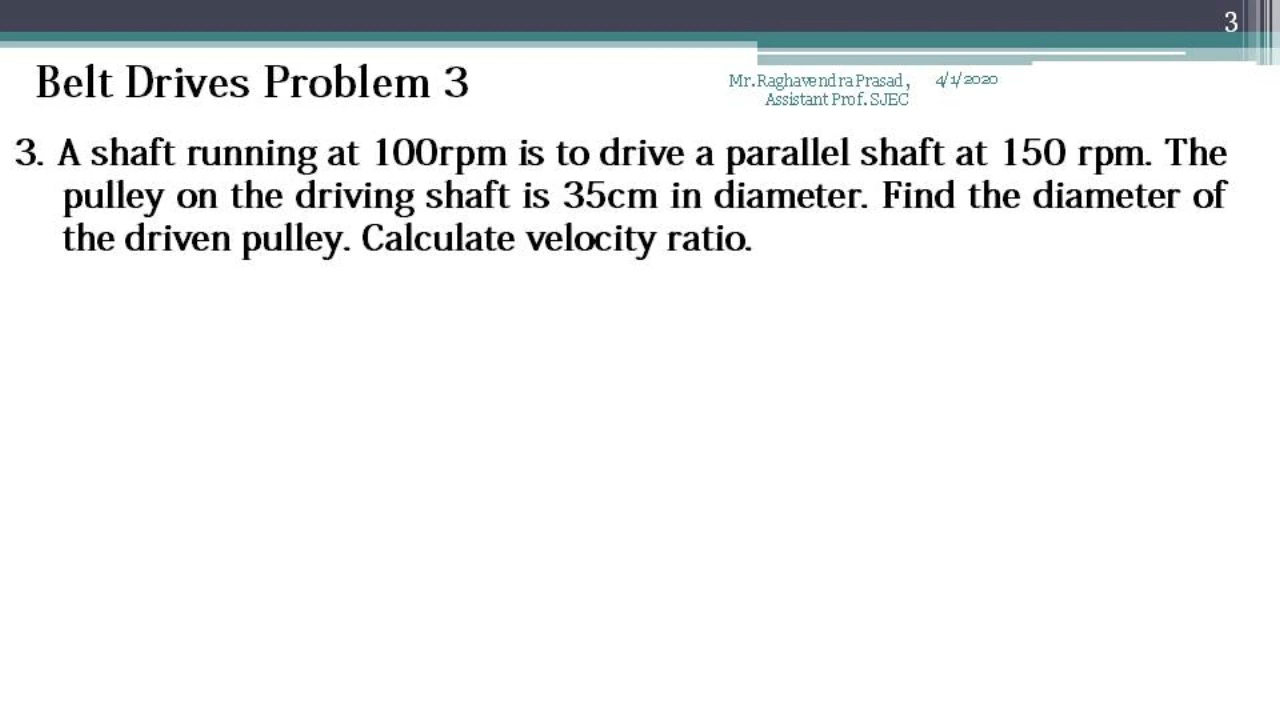 3
Belt Drives Problem 3
Mr.Raghavendra Prasad, 4/1/2020
Assistant Prof. SJEC
3. A shaft running at 100rpm is to drive a parallel shaft at 150 rpm. The
pulley on the driving shaft is 35cm in diameter. Find the diameter of
the driven pulley. Calculate velocity ratio.